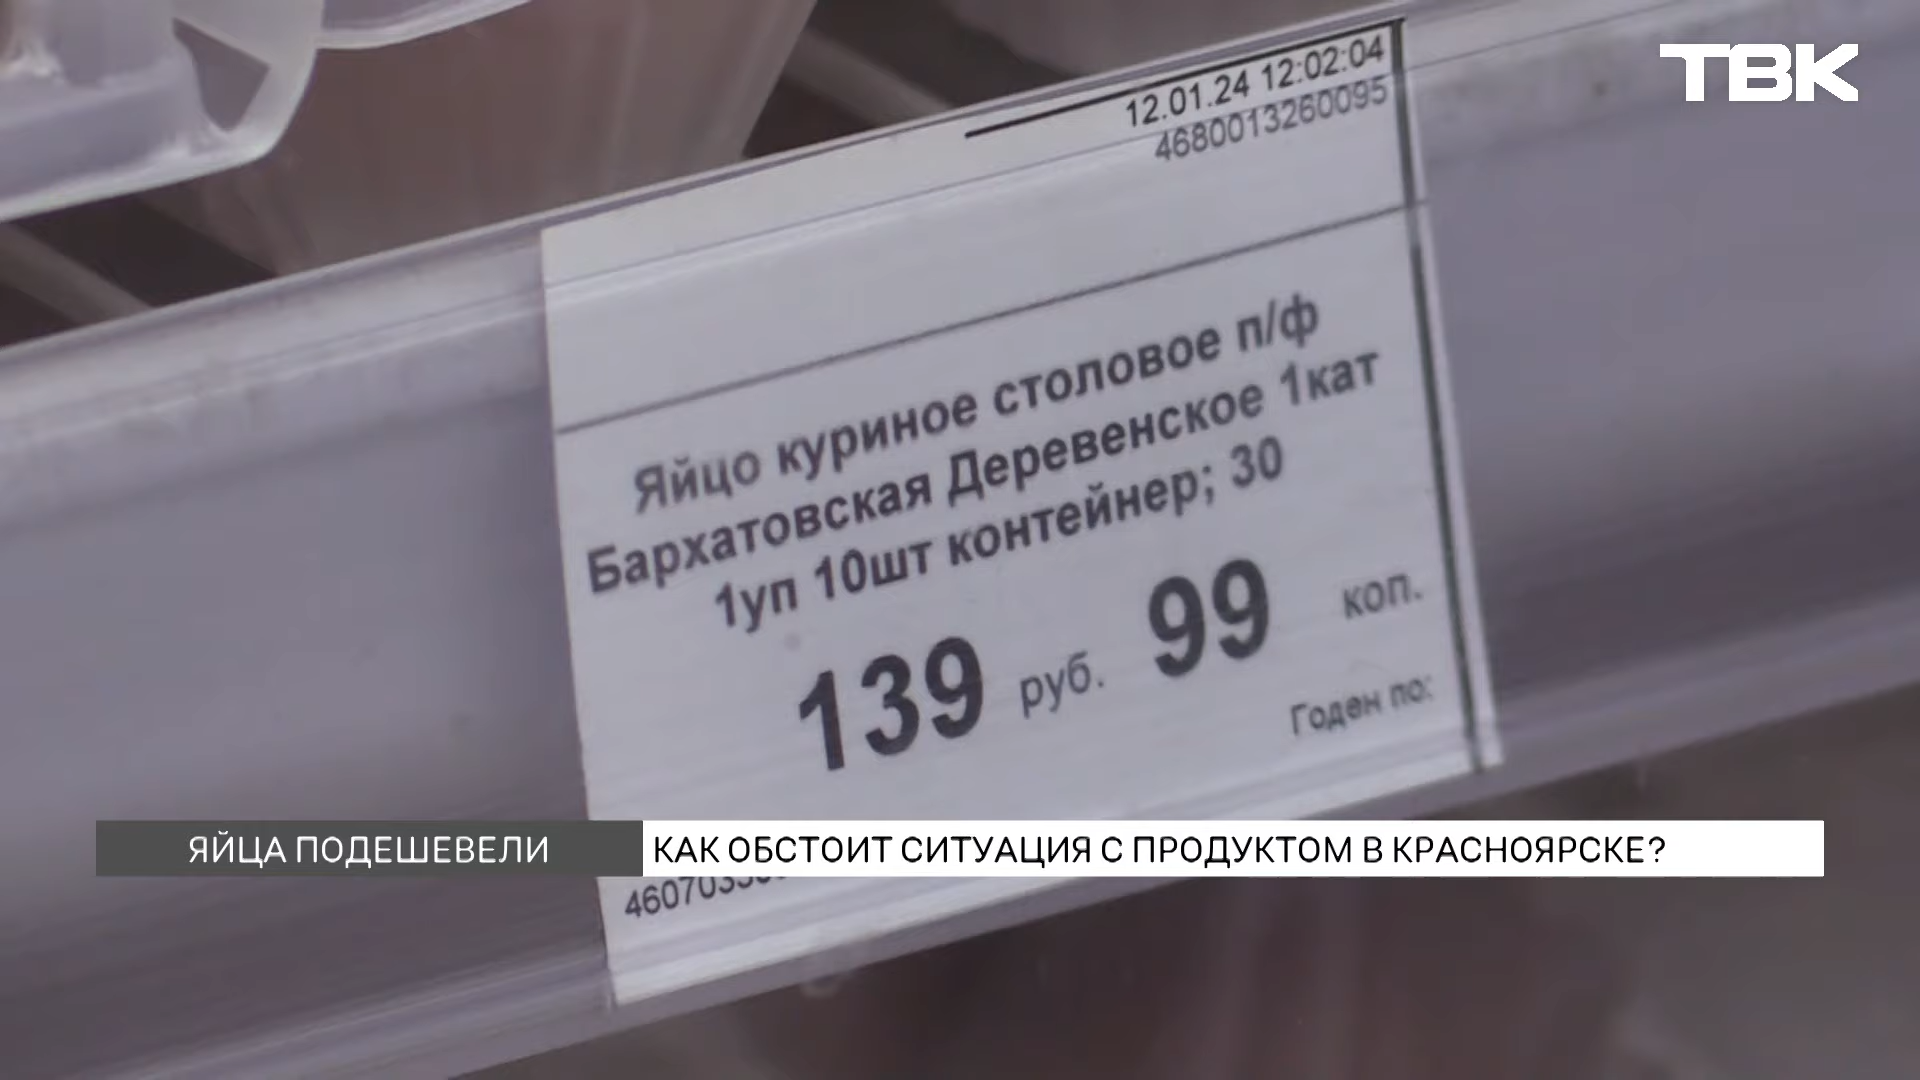 ТВК
12.01.24 12:02:04
4680013260095
Яйцо куриное столовое п/ф
Бархатовская Деревенское 1кат
1уп 10шт контейнер; 30
139 руб. 99 коп.
Годен по:
ЯЙЦА ПОДЕШЕВЕЛИ КАК ОБСТОИТ СИТУАЦИЯ С ПРОДУКТОМ В КРАСНОЯРСКЕ?